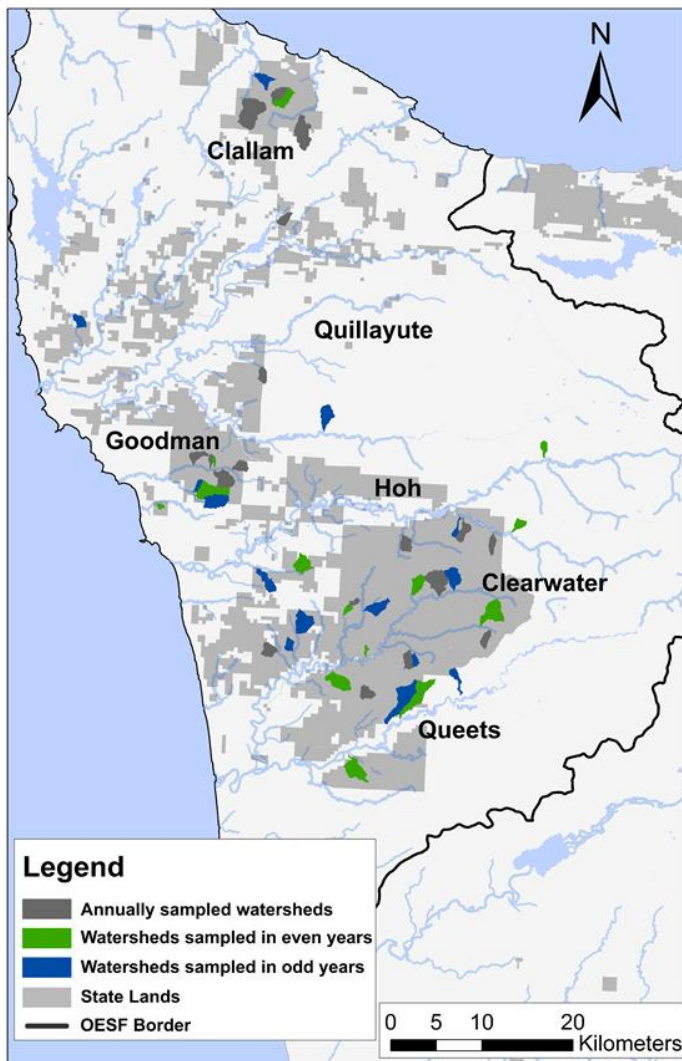 N
Clallam
Quillayute
Goodman
Hoh
Clearwater
Queets
Legend
Annually sampled watersheds
Watersheds sampled in even years
Watersheds sampled in odd years
State Lands
OESF Border
0 5 10 20
Kilometers